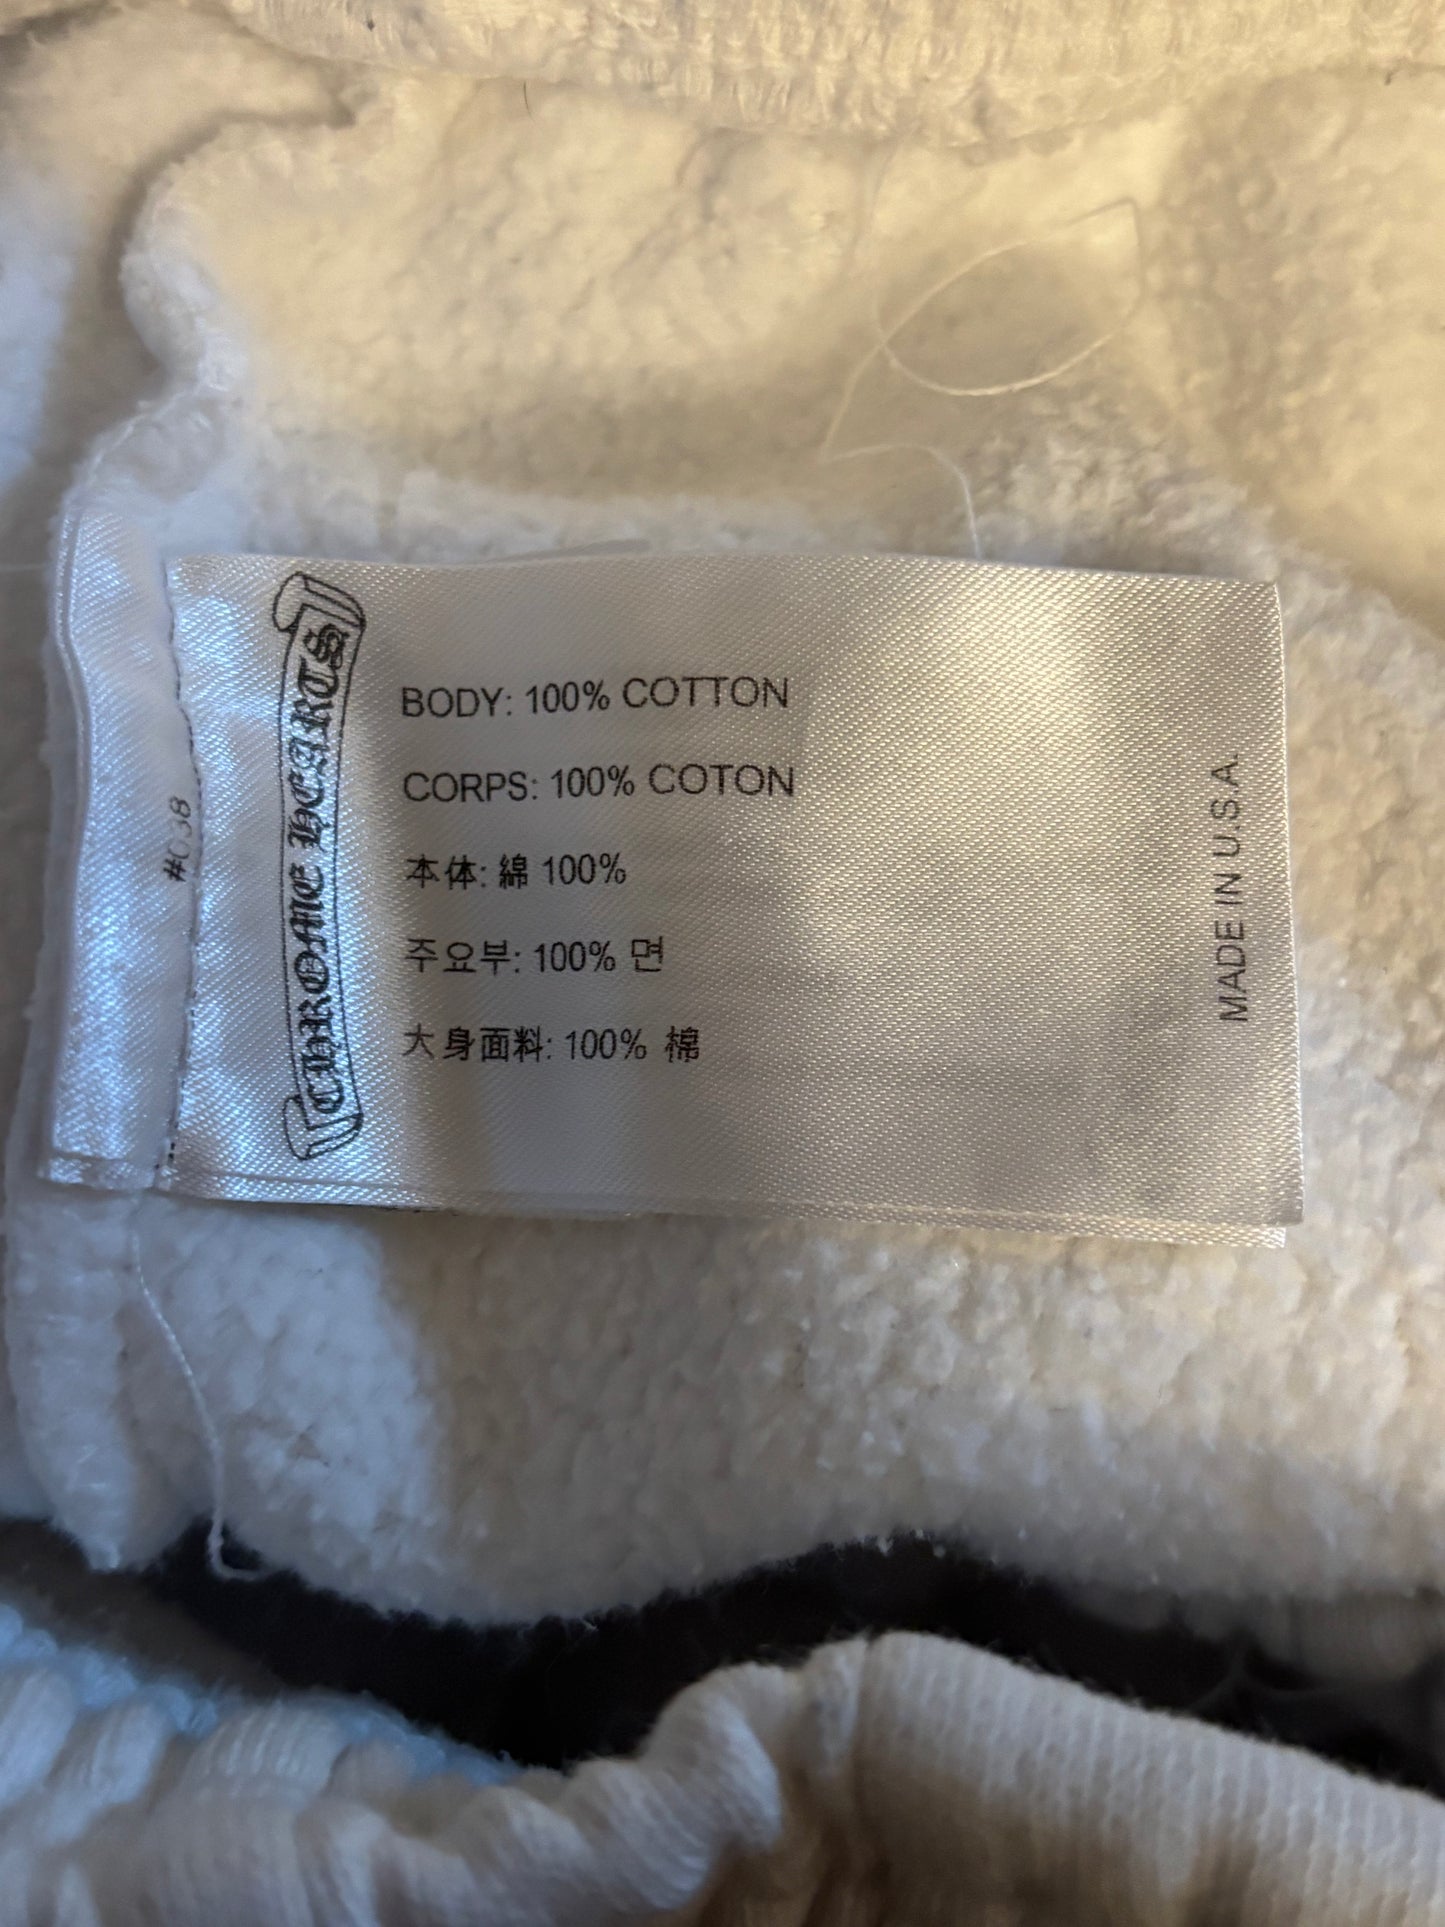 BODY: 100% COTTON
CORPS: 100% COTON
本体: 綿 100%
주요부: 100% 면
大身面料: 100% 棉
CHROME HEARTS
#038
MADE IN U.S.A.